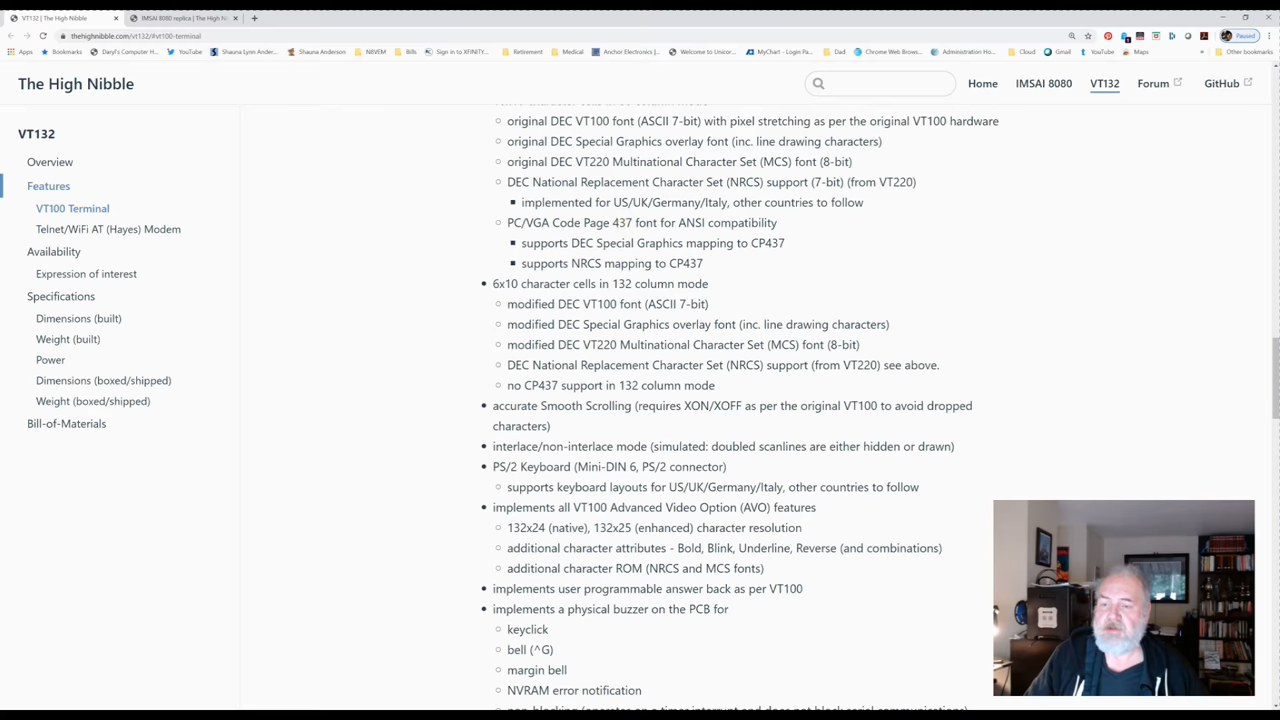 VT132 | The High Nibble
IMSAI 8080 replica | The High N
thehighnibble.com/vt132/#vt100-terminal
Paused
Apps
Bookmarks
Daryl's Computer H
YouTube
Shauna Lynn Ander
Shauna Anderson
NBVEM
Bills
Sign in to XFINITY
Retirement
Medical
Anchor Electronics J
Welcome to Unicor
MyChart - Login Pa
Dad
Chrome Web Brows
Administration Ho
Cloud
Gmail
YouTube
Maps
Other bookmarks
The High Nibble
Home
IMSAI 8080
VT132
Forum
GitHub
VT132
Overview
Features
VT100 Terminal
Telnet/WiFi AT (Hayes) Modem
Availability
Expression of interest
Specifications
Dimensions (built)
Weight (built)
Power
Dimensions (boxed/shipped)
Weight (boxed/shipped)
Bill-of-Materials
original DEC VT100 font (ASCII 7-bit) with pixel stretching as per the original VT100 hardware
original DEC Special Graphics overlay font (inc. line drawing characters)
original DEC VT220 Multinational Character Set (MCS) font (8-bit)
DEC National Replacement Character Set (NRCS) support (7-bit) (from VT220)
implemented for US/UK/Germany/Italy, other countries to follow
PC/VGA Code Page 437 font for ANSI compatibility
supports DEC Special Graphics mapping to CP437
supports NRCS mapping to CP437
6x10 character cells in 132 column mode
modified DEC VT100 font (ASCII 7-bit)
modified DEC Special Graphics overlay font (inc. line drawing characters)
modified DEC VT220 Multinational Character Set (MCS) font (8-bit)
DEC National Replacement Character Set (NRCS) support (from VT220) see above.
no CP437 support in 132 column mode
accurate Smooth Scrolling (requires XON/XOFF as per the original VT100 to avoid dropped
characters)
interlace/non-interlace mode (simulated: doubled scanlines are either hidden or drawn)
PS/2 Keyboard (Mini-DIN 6, PS/2 connector)
supports keyboard layouts for US/UK/Germany/Italy, other countries to follow
implements all VT100 Advanced Video Option (AVO) features
132x24 (native), 132x25 (enhanced) character resolution
additional character attributes - Bold, Blink, Underline, Reverse (and combinations)
additional character ROM (NRCS and MCS fonts)
implements user programmable answer back as per VT100
implements a physical buzzer on the PCB for
keyclick
bell (^G)
margin bell
NVRAM error notification